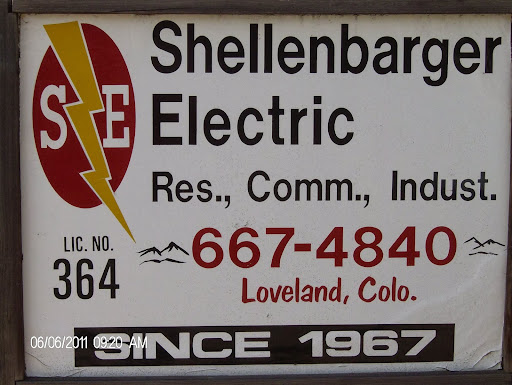 Shellenbarger
S E
Electric
Res., Comm., Indust.
LIC. NO.
364
667-4840
Loveland, Colo.
SINCE 1967
06/06/2011 09:20 AM